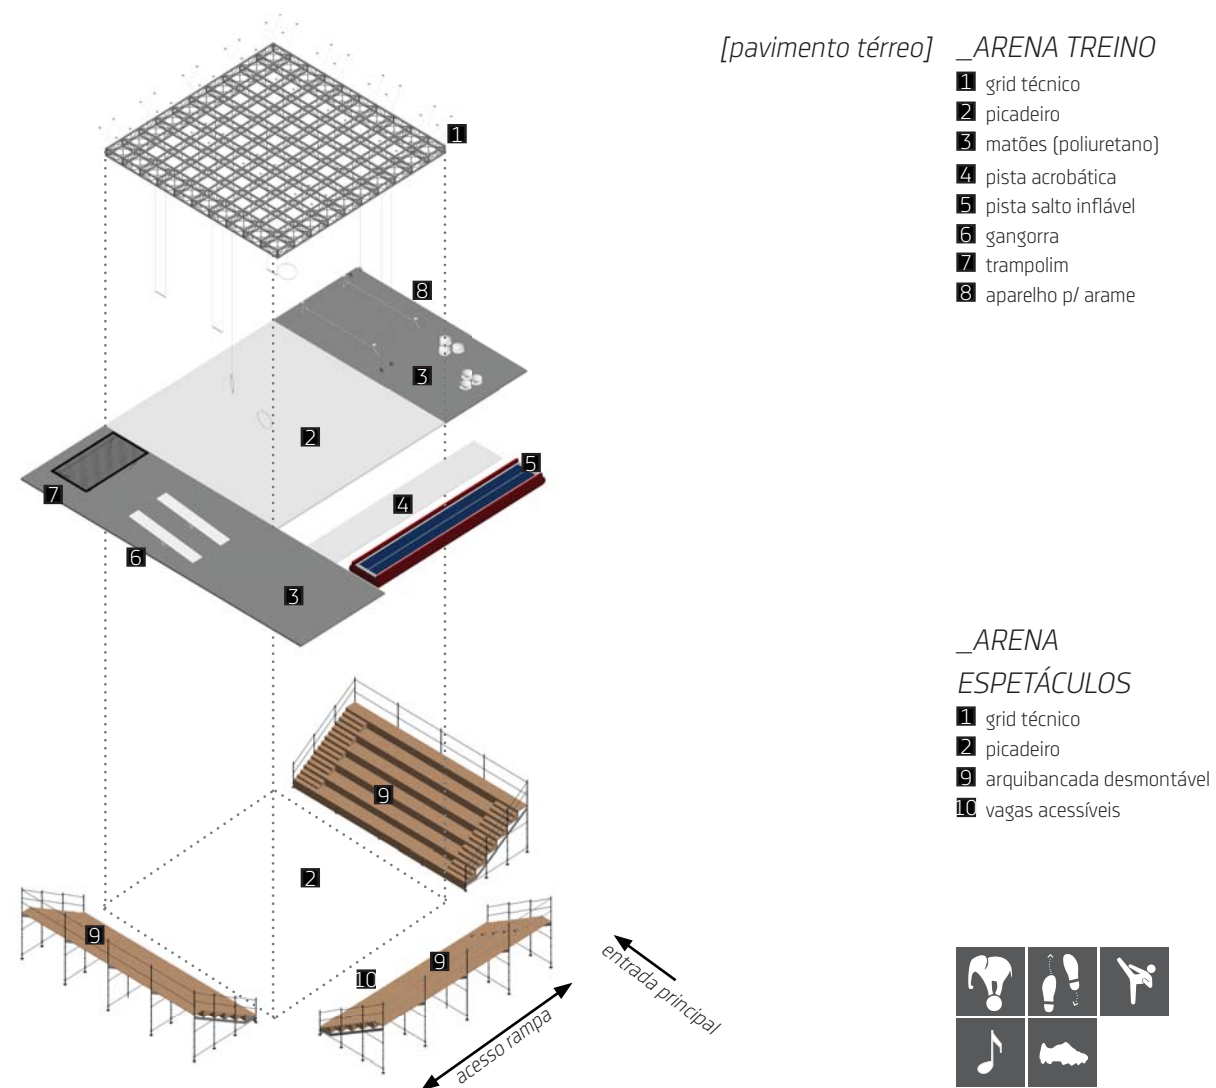 [pavimento térreo]
_ARENA TREINO
1 grid técnico
2 picadeiro
3 matões (poliuretano)
4 pista acrobática
5 pista salto inflável
6 gangorra
7 trampolim
8 aparelho p/ arame
1
8
3
2
5
4
7
6
3
_ARENA
ESPETÁCULOS
1 grid técnico
2 picadeiro
9 arquibancada desmontável
10 vagas acessíveis
9
2
9
9
10
entrada principal
acesso rampa